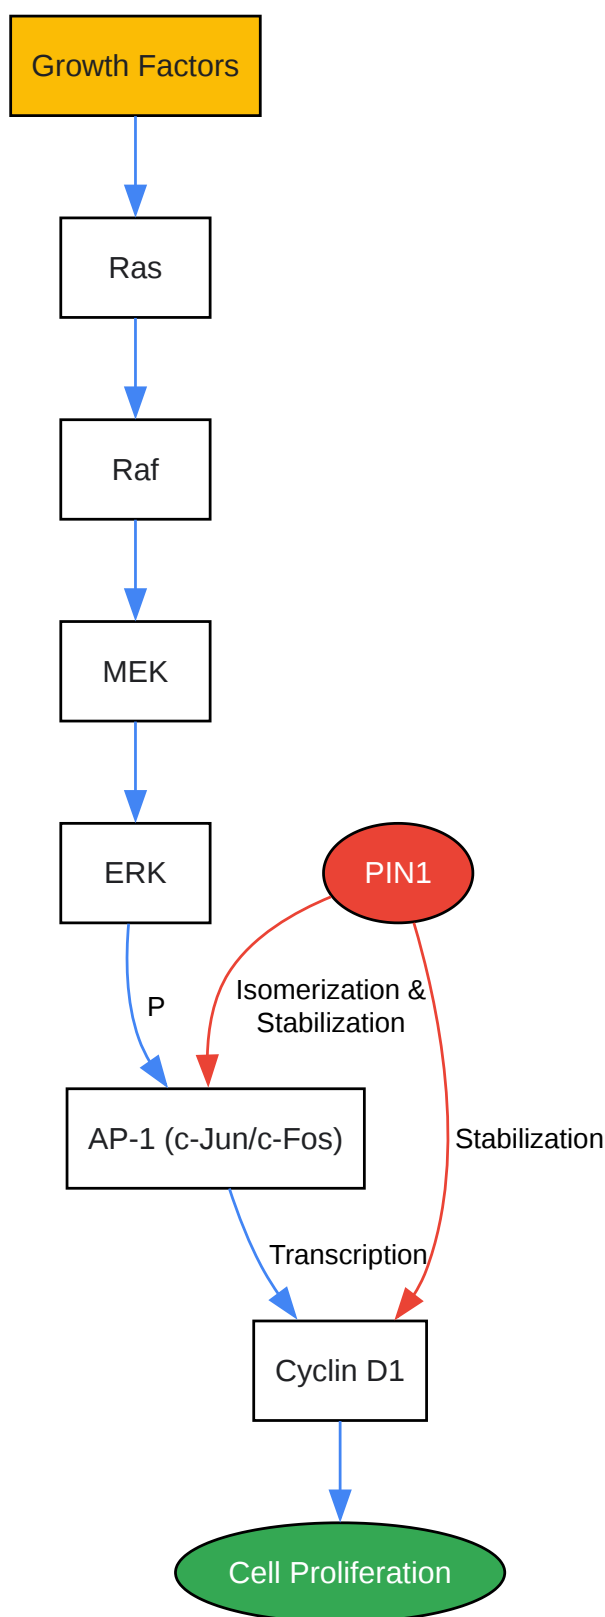 Growth Factors
Ras
Raf
MEK
ERK
PIN1
P
Isomerization &
Stabilization
AP-1 (c-Jun/c-Fos)
Stabilization
Transcription
Cyclin D1
Cell Proliferation